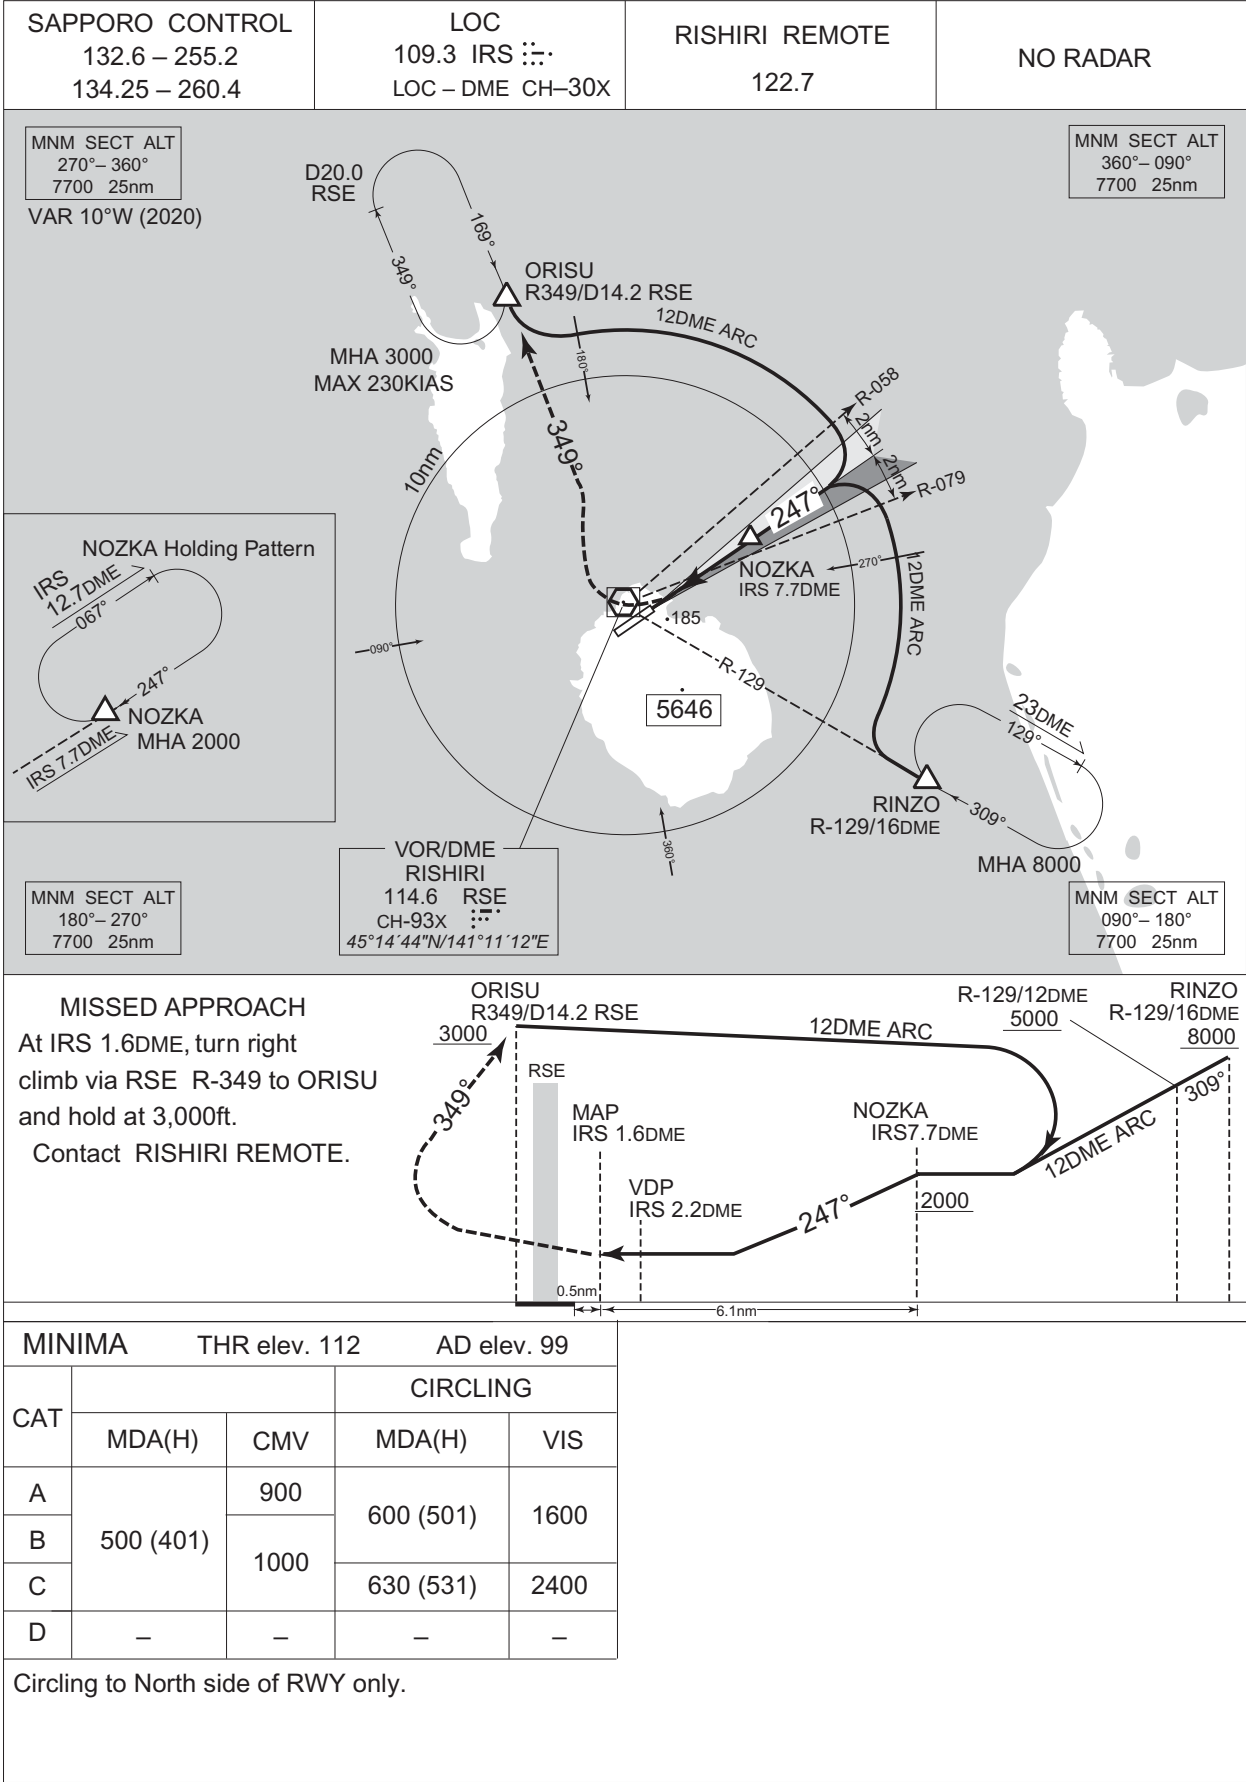 SAPPORO CONTROL
132.6 – 255.2
134.25 – 260.4
LOC
109.3 IRS
LOC – DME CH–30X
RISHIRI REMOTE
122.7
NO RADAR
MNM SECT ALT
270°– 360°
7700 25nm
VAR 10°W (2020)
MNM SECT ALT
360°– 090°
7700 25nm
D20.0
RSE
169°
349°
ORISU
R349/D14.2 RSE
12DME ARC
MHA 3000
MAX 230KIAS
180°
R-058
2nm
2nm
R-079
349°
10nm
247°
NOZKA
IRS 7.7DME
270°
12DME ARC
NOZKA Holding Pattern
IRS
12.7DME
067°
247°
NOZKA
MHA 2000
IRS 7.7DME
185
090°
R-129
5646
23DME
129°
RINZO
R-129/16DME
309°
MHA 8000
360°
VOR/DME
RISHIRI
114.6 RSE
CH-93X
45°14´44"N/141°11´12"E
MNM SECT ALT
180°– 270°
7700 25nm
MNM SECT ALT
090°– 180°
7700 25nm
MISSED APPROACH
At IRS 1.6DME, turn right
climb via RSE R-349 to ORISU
and hold at 3,000ft.
Contact RISHIRI REMOTE.
ORISU
R349/D14.2 RSE
3000
12DME ARC
R-129/12DME
5000
RINZO
R-129/16DME
8000
309°
12DME ARC
349°
RSE
MAP
IRS 1.6DME
NOZKA
IRS7.7DME
VDP
IRS 2.2DME
247°
2000
0.5nm
6.1nm
MINIMA THR elev. 112 AD elev. 99
CAT
CIRCLING
MDA(H) CMV MDA(H) VIS
A 900
600 (501) 1600
B
500 (401)
1000
C 630 (531) 2400
D – – – –
Circling to North side of RWY only.